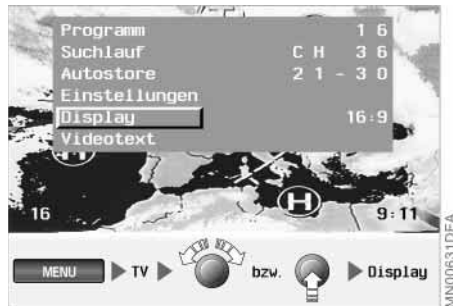 Programm 16
Suchlauf CH 36
Autostore 21-30
Einstellungen
Display 16:9
Videotext
H
H
16 9:11
MENU TV bzw. Display
MN00631DEA